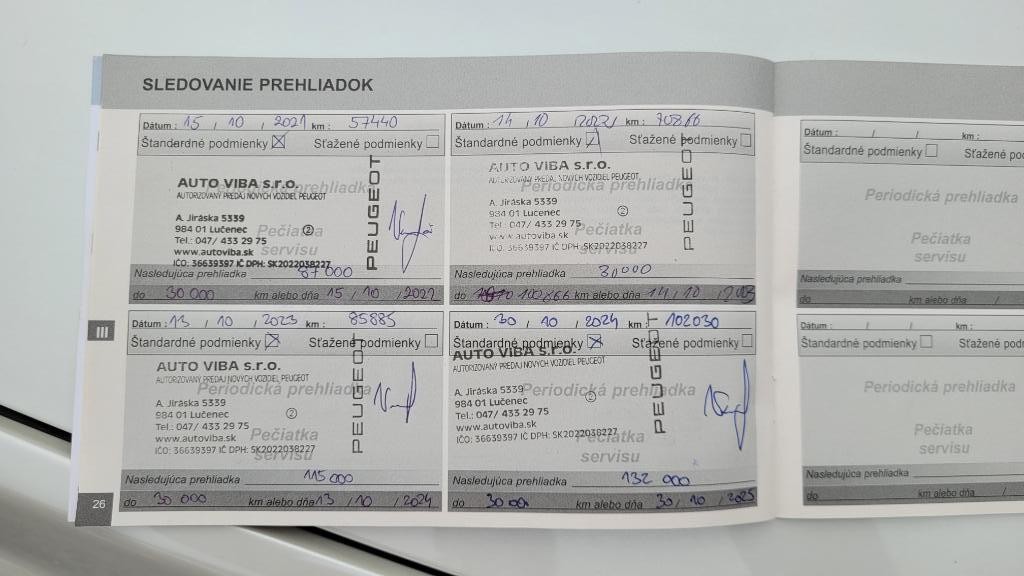 SLEDOVANIE PREHLIADOK
Dátum : 15 / 10 / 2021 km : 57440
Štandardné podmienky Sťažené podmienky
Periodická prehliadka
AUTO VIBA s.r.o.
AUTORIZOVANÝ PREDAJ NOVÝCH VOZIDIEL PEUGEOT
A. Jiráska 5339
984 01 Lučenec
2
Tel.: 047/ 433 29 75
www.autoviba.sk
IČO: 36639397 IČ DPH: SK2022038227
PEUGEOT
Pečiatka
servisu
Nasledujúca prehliadka 87000
do 30 000 km alebo dňa 15 / 10 / 2022
Dátum : 14 / 10 / km : 70866
Štandardné podmienky Sťažené podmienky
Periodická prehliadka
AUTO VIBA s.r.o.
AUTORIZOVANÝ PREDAJ NOVÝCH VOZIDIEL PEUGEOT
A. Jiráska 5339
984 01 Lučenec
2
Tel.: 047/ 433 29 75
www.autoviba.sk
IČO: 36639397 IČ DPH: SK2022038227
PEUGEOT
Pečiatka
servisu
Nasledujúca prehliadka 30000
do 100866 km alebo dňa 14 / 10 /
III
Dátum : 13 / 10 / 2023 km : 85885
Štandardné podmienky Sťažené podmienky
Periodická prehliadka
AUTO VIBA s.r.o.
AUTORIZOVANÝ PREDAJ NOVÝCH VOZIDIEL PEUGEOT
A. Jiráska 5339
984 01 Lučenec
2
Tel.: 047/ 433 29 75
www.autoviba.sk
IČO: 36639397 IČ DPH: SK2022038227
PEUGEOT
Pečiatka
servisu
Nasledujúca prehliadka 115000
do 30 000 km alebo dňa 13 / 10 / 2024
Dátum : 30 / 10 / 2024 km : 102030
Štandardné podmienky Sťažené podmienky
Periodická prehliadka
AUTO VIBA s.r.o.
AUTORIZOVANÝ PREDAJ NOVÝCH VOZIDIEL PEUGEOT
A. Jiráska 5339
984 01 Lučenec
2
Tel.: 047/ 433 29 75
www.autoviba.sk
IČO: 36639397 IČ DPH: SK2022038227
PEUGEOT
Pečiatka
servisu
Nasledujúca prehliadka 132 000
do 30 000 km alebo dňa 30 / 10 / 2025
26
Dátum : / / km :
Štandardné podmienky Sťažené po
Periodická prehliadka
Pečiatka
servisu
Nasledujúca prehliadka
do km alebo dňa /
Dátum : / / km :
Štandardné podmienky Sťažené p
Periodická prehliadka
Pečiatka
servisu
Nasledujúca prehliadka
do km alebo dňa /